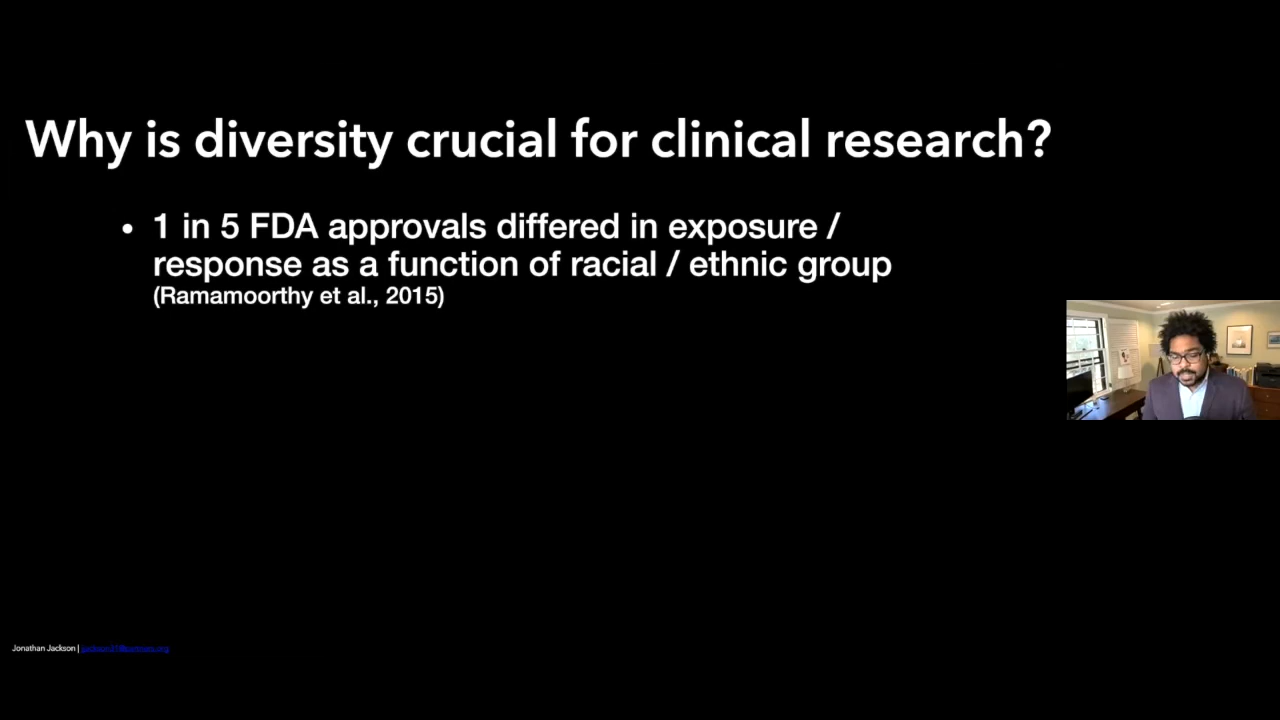 Why is diversity crucial for clinical research?
• 1 in 5 FDA approvals differed in exposure /
response as a function of racial / ethnic group
(Ramamoorthy et al., 2015)
Jonathan Jackson |